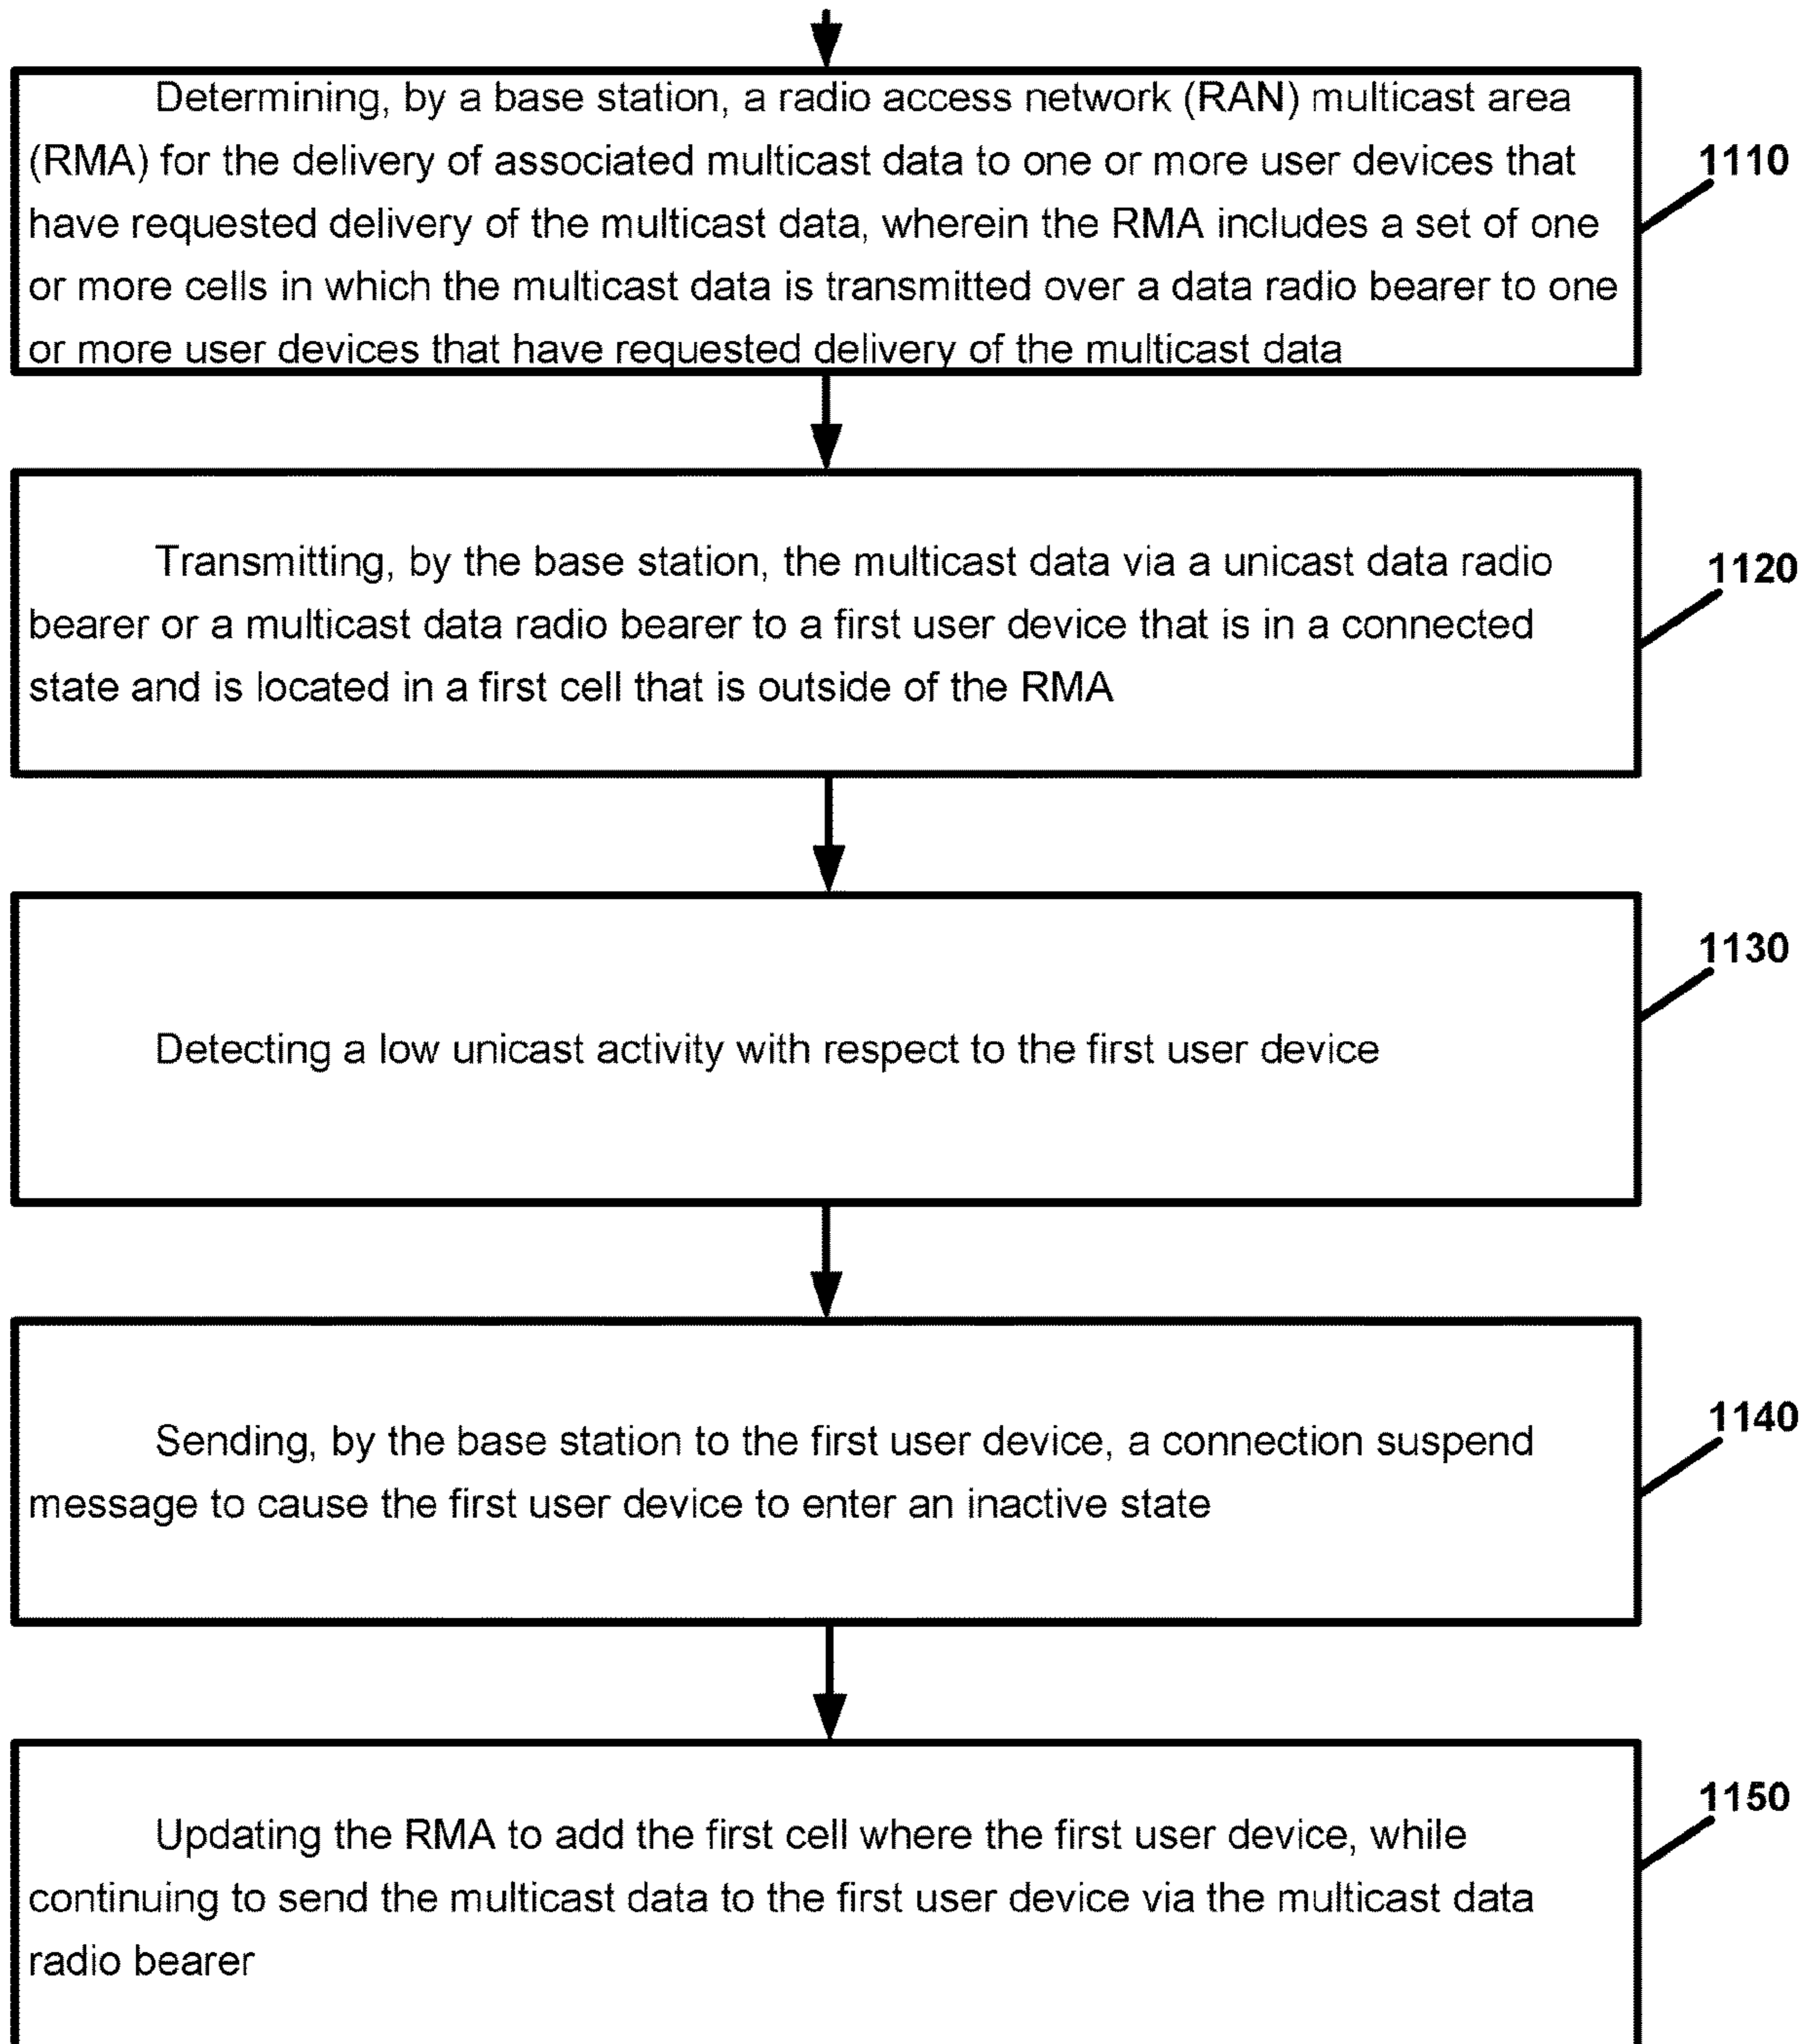 Determining, by a base station, a radio access network (RAN) multicast area
(RMA) for the delivery of associated multicast data to one or more user devices that
have requested delivery of the multicast data, wherein the RMA includes a set of one
or more cells in which the multicast data is transmitted over a data radio bearer to one
or more user devices that have requested delivery of the multicast data
1110
Transmitting, by the base station, the multicast data via a unicast data radio
bearer or a multicast data radio bearer to a first user device that is in a connected
state and is located in a first cell that is outside of the RMA
1120
Detecting a low unicast activity with respect to the first user device
1130
Sending, by the base station to the first user device, a connection suspend
message to cause the first user device to enter an inactive state
1140
Updating the RMA to add the first cell where the first user device, while
continuing to send the multicast data to the first user device via the multicast data
radio bearer
1150